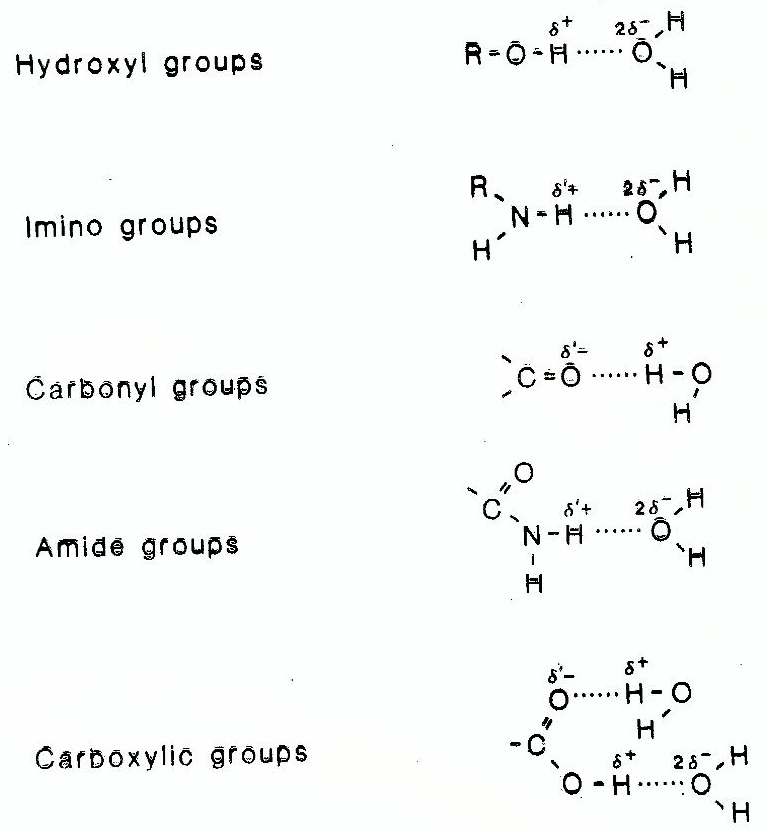 Hydroxyl groups
δ+ 2δ- H
R-O-H ...... O
H
Imino groups
R δ'+ 2δ- H
N-H ...... O
H H
Carbonyl groups
δ'- δ+
C=O ...... H-O
H
Amide groups
O
C δ'+ 2δ- H
N-H ...... O
H
H
Carboxylic groups
δ'- δ+
O ...... H-O
H
-C δ+ 2δ- H
O-H ...... O
H